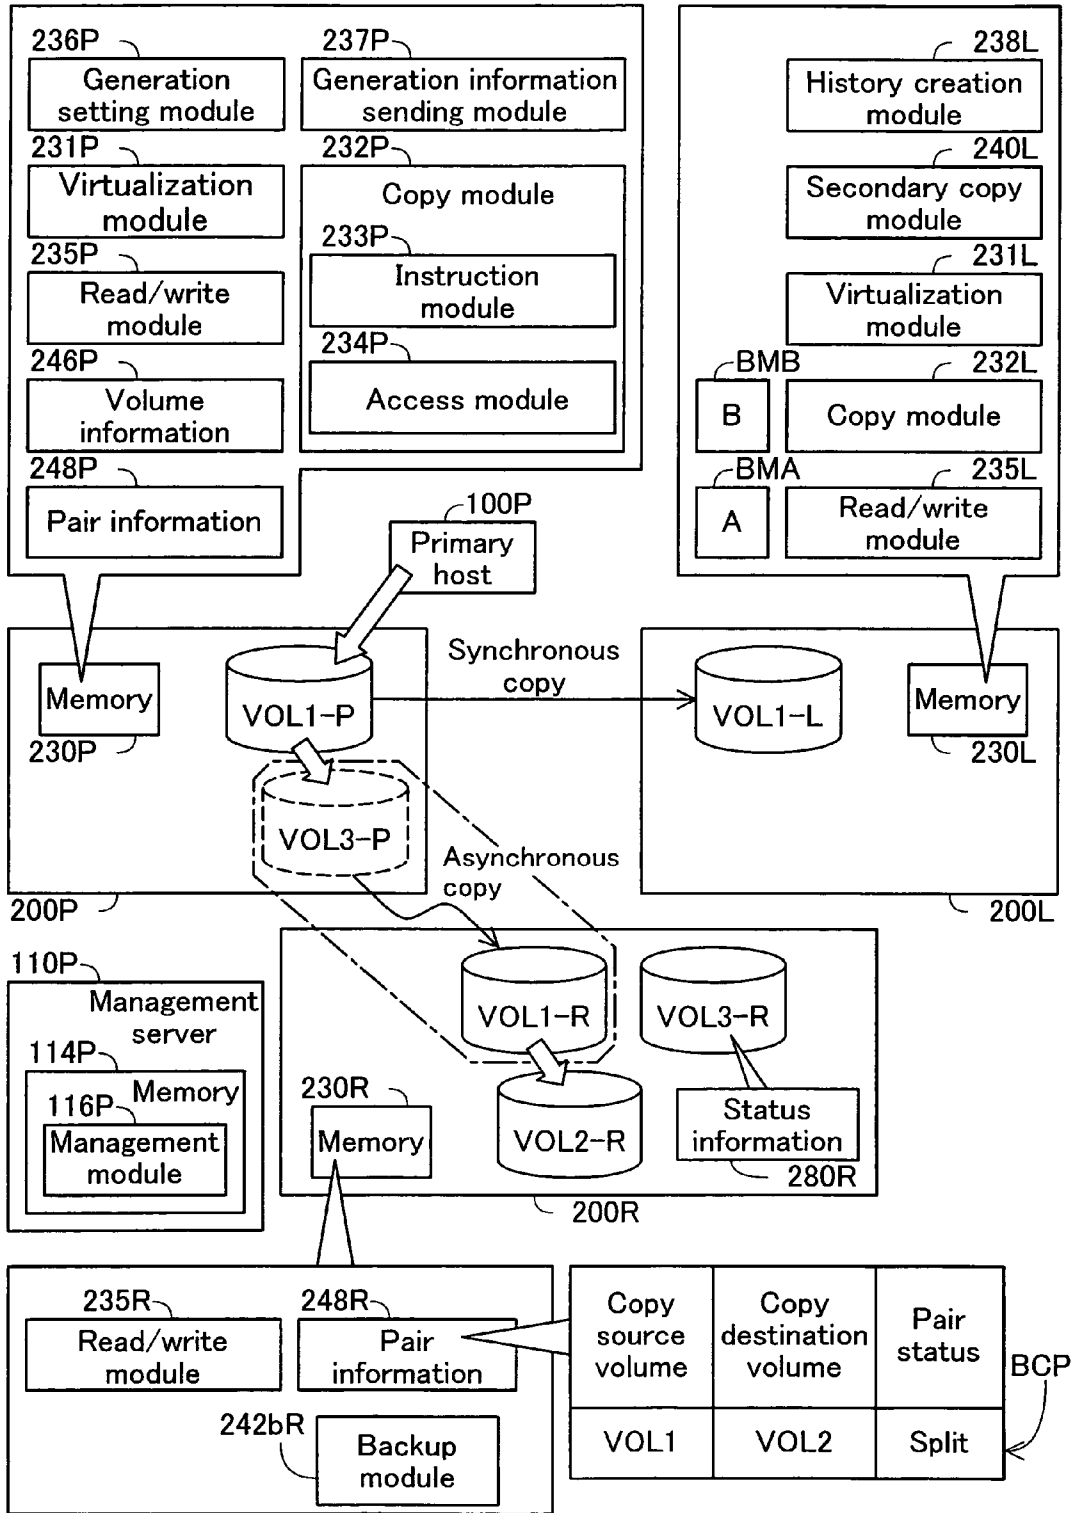 236P
Generation
setting module
237P
Generation information
sending module
231P
Virtualization
module
232P
Copy module
235P
Read/write
module
233P
Instruction
module
246P
Volume
information
234P
Access module
248P
Pair information
238L
History creation
module
240L
Secondary copy
module
231L
Virtualization
module
BMB
B
232L
Copy module
BMA
A
235L
Read/write
module
100P
Primary
host
Memory
230P
VOL1-P
VOL3-P
200P
Synchronous
copy
VOL1-L
Memory
230L
200L
Asynchronous
copy
110P
Management
server
114P
Memory
116P
Management
module
VOL1-R
VOL3-R
230R
Memory
VOL2-R
Status
information
280R
200R
235R
Read/write
module
248R
Pair
information
242bR
Backup
module
Copy
source
volume
Copy
destination
volume
Pair
status
BCP
VOL1
VOL2
Split